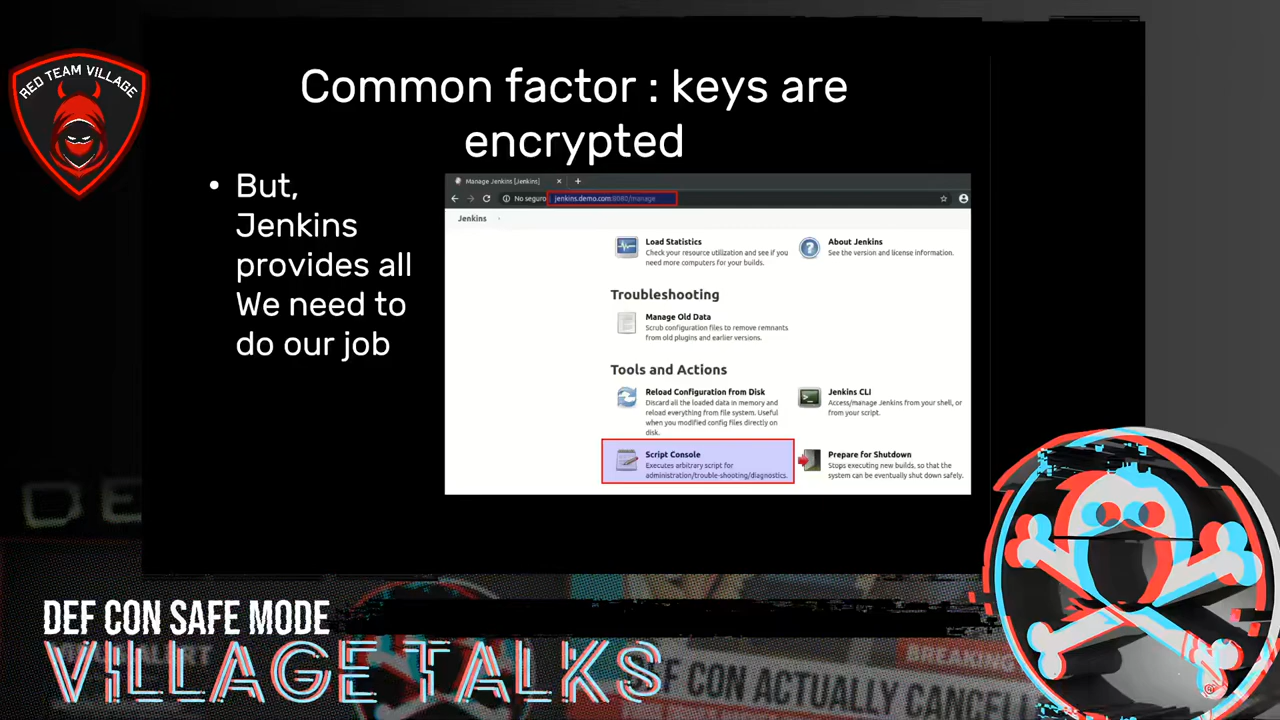 RED TEAM VILLAGE
Common factor : keys are
encrypted
But,
Jenkins
provides all
We need to
do our job
Manage Jenkins [Jenkins]
No seguro
jenkins.demo.com:8080/manage
Jenkins
Load Statistics
Check your resource utilization and see if you
need more computers for your builds.
About Jenkins
See the version and license information.
Troubleshooting
Manage Old Data
Scrub configuration files to remove remnants
from old plugins and earlier versions.
Tools and Actions
Reload Configuration from Disk
Discard all the loaded data in memory and
reload everything from file system. Useful
when you modified config files directly on
disk.
Jenkins CLI
Access/manage Jenkins from your shell, or
from your script.
Script Console
Executes arbitrary script for
administration/trouble-shooting/diagnostics.
Prepare for Shutdown
Stops executing new builds, so that the
system can be eventually shut down safely.
DEF CON SAFE MODE
VILLAGE TALKS
BREAKING
DEF CON ACTUALLY CANCEL